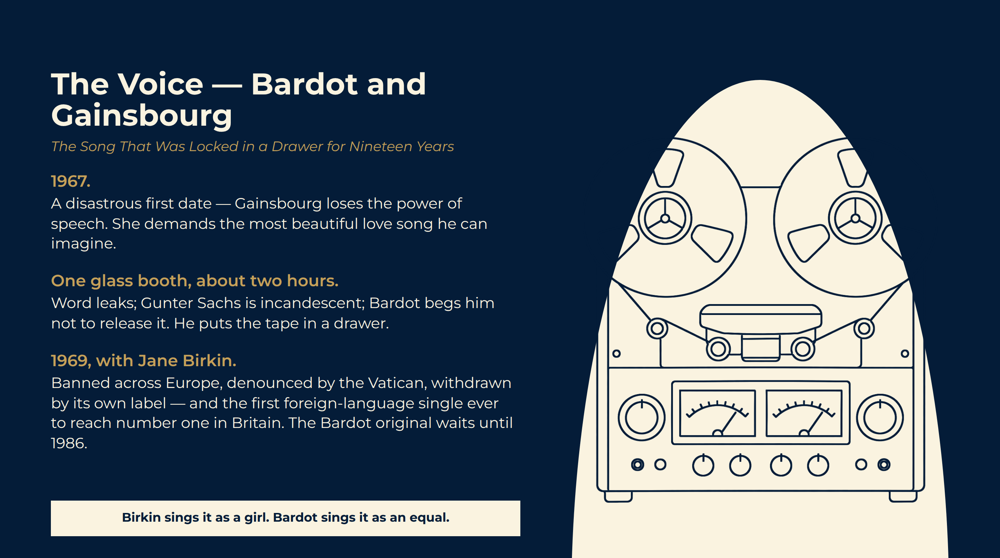 The Voice — Bardot and
Gainsbourg
The Song That Was Locked in a Drawer for Nineteen Years
1967.
A disastrous first date — Gainsbourg loses the power of
speech. She demands the most beautiful love song he can
imagine.
One glass booth, about two hours.
Word leaks; Gunter Sachs is incandescent; Bardot begs him
not to release it. He puts the tape in a drawer.
1969, with Jane Birkin.
Banned across Europe, denounced by the Vatican, withdrawn
by its own label — and the first foreign-language single ever
to reach number one in Britain. The Bardot original waits until
1986.
Birkin sings it as a girl. Bardot sings it as an equal.